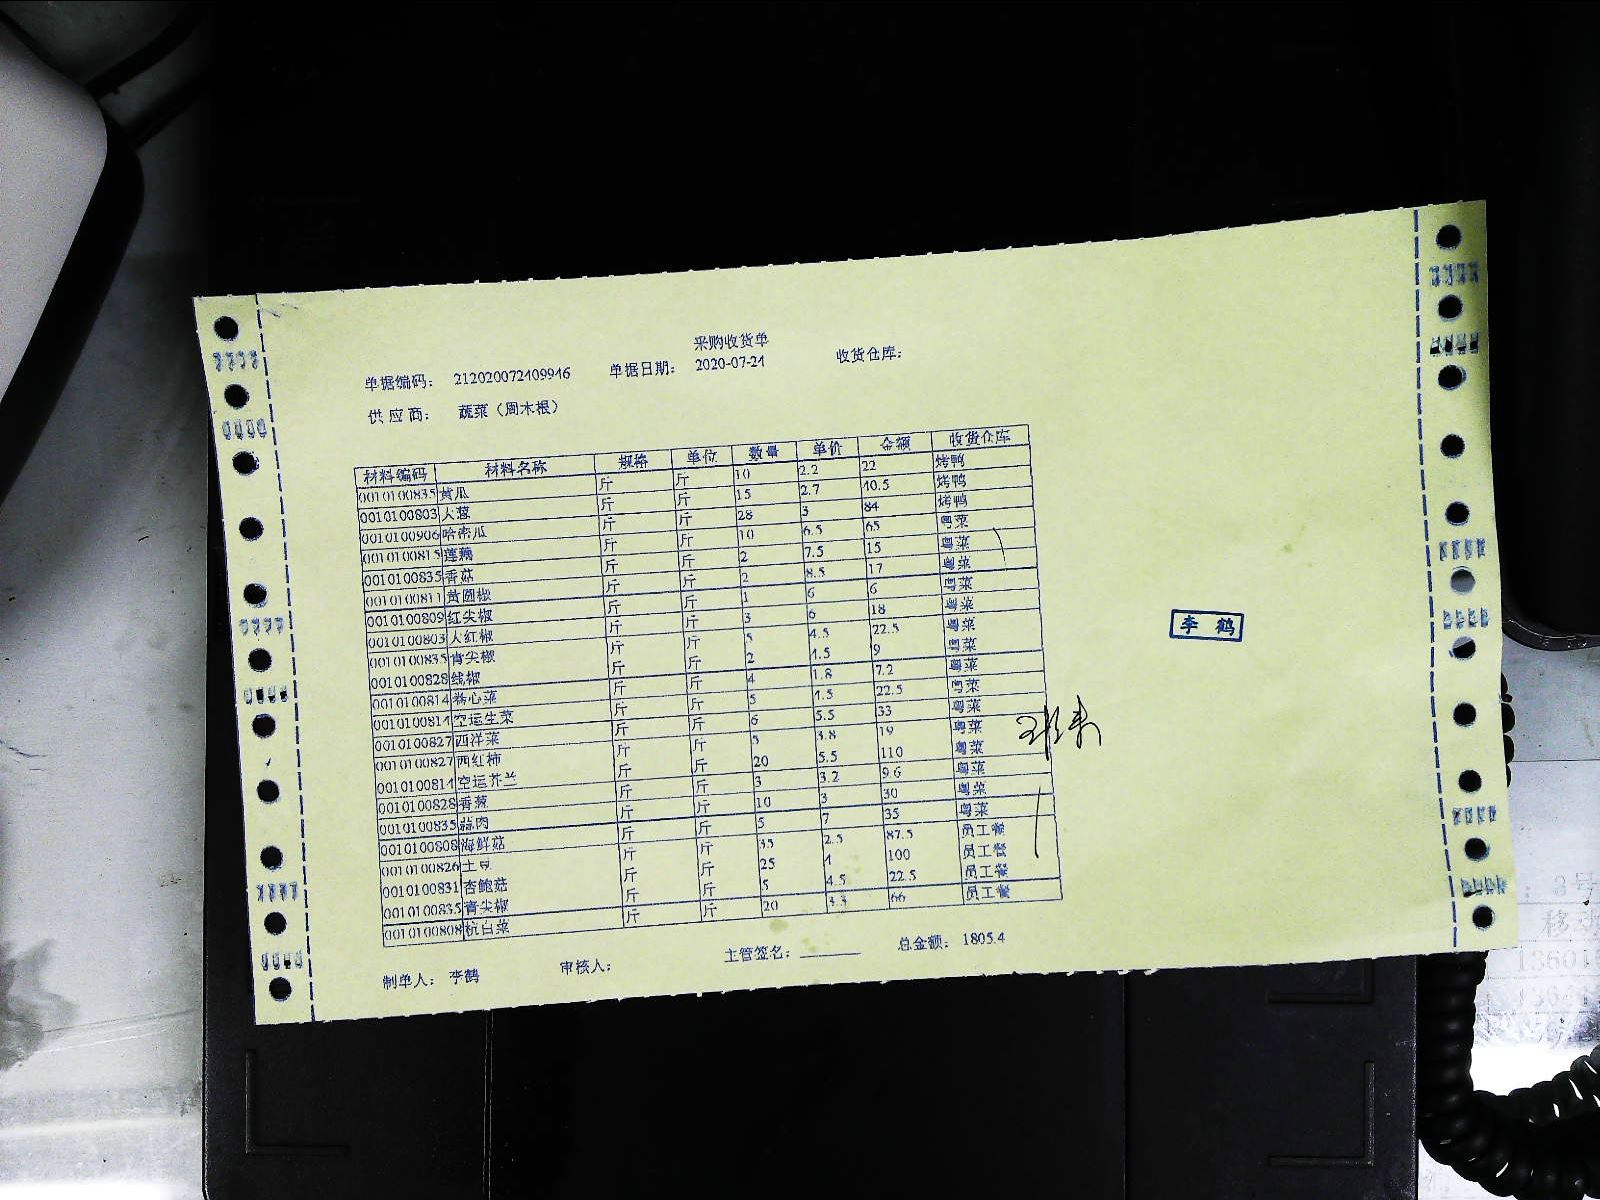 采购收货单
单据编码: 212020072409946 单据日期: 2020-07-24 收货仓库:
供应商: 蔬菜（周木根）
材料编码 材料名称 规格 单位 数量 单价 金额 收货仓库
0010100835 黄瓜 斤 斤 10 2.2 22 烤鸭
0010100803 大葱 斤 斤 15 2.7 40.5 烤鸭
0010100906 哈密瓜 斤 斤 28 3 84 烤鸭
0010100815 莲藕 斤 斤 10 6.5 65 粤菜
0010100835 香菇 斤 斤 2 7.5 15 粤菜
0010100811 黄圆椒 斤 斤 2 8.5 17 粤菜
0010100809 红尖椒 斤 斤 1 6 6 粤菜
0010100803 大红椒 斤 斤 3 6 18 粤菜
0010100835 青尖椒 斤 斤 5 4.5 22.5 粤菜
0010100828 线椒 斤 斤 2 4.5 9 粤菜
0010100814 卷心菜 斤 斤 4 1.8 7.2 粤菜
0010100814 空运生菜 斤 斤 5 4.5 22.5 粤菜
0010100827 西洋菜 斤 斤 6 5.5 33 粤菜
0010100827 西红柿 斤 斤 5 3.8 19 粤菜
0010100814 空运芥兰 斤 斤 20 5.5 110 粤菜
0010100828 香葱 斤 斤 3 3.2 9.6 粤菜
0010100835 蒜肉 斤 斤 10 3 30 粤菜
0010100808 海鲜菇 斤 斤 5 7 35 粤菜
0010100826 土豆 斤 斤 35 2.5 87.5 员工餐
0010100831 杏鲍菇 斤 斤 25 4 100 员工餐
0010100835 青尖椒 斤 斤 5 4.5 22.5 员工餐
0010100808 杭白菜 斤 斤 20 3.3 66 员工餐
制单人: 李鹤 审核人: 主管签名: 总金额: 1805.4
李鹤